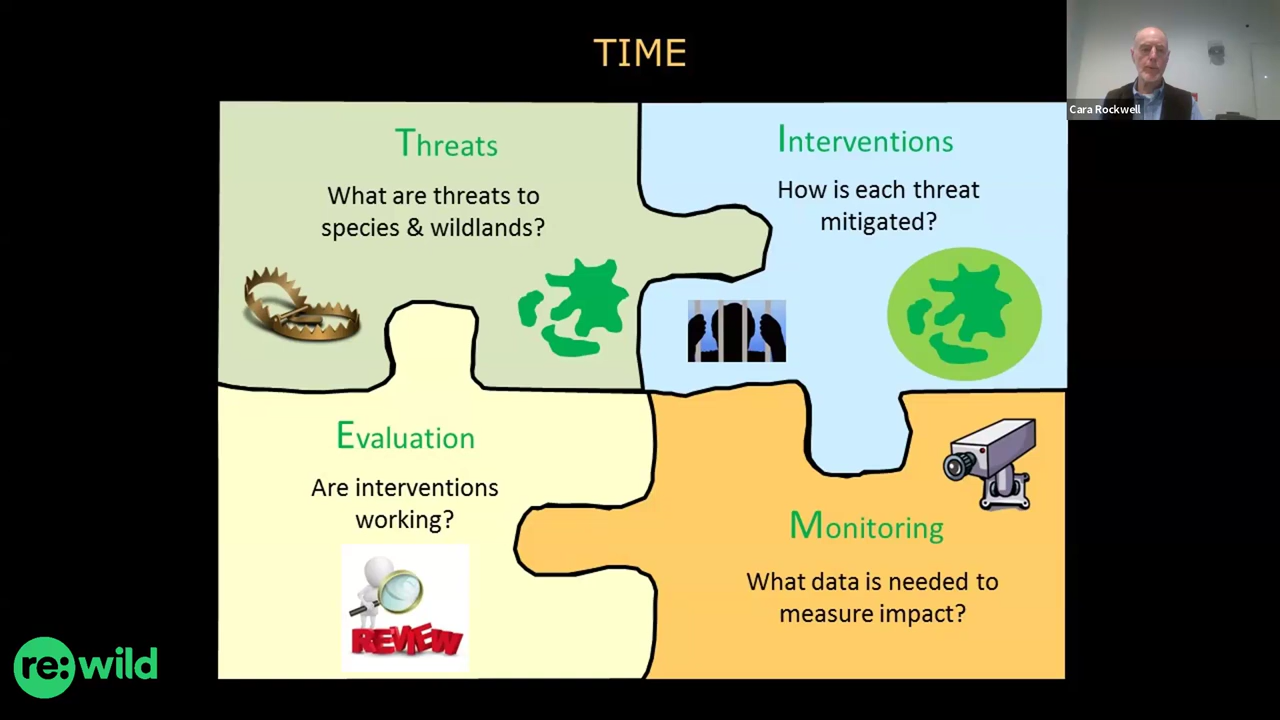 TIME
Cara Rockwell
Threats
What are threats to
species & wildlands?
Interventions
How is each threat
mitigated?
Evaluation
Are interventions
working?
REVIEW
Monitoring
What data is needed to
measure impact?
re:wild